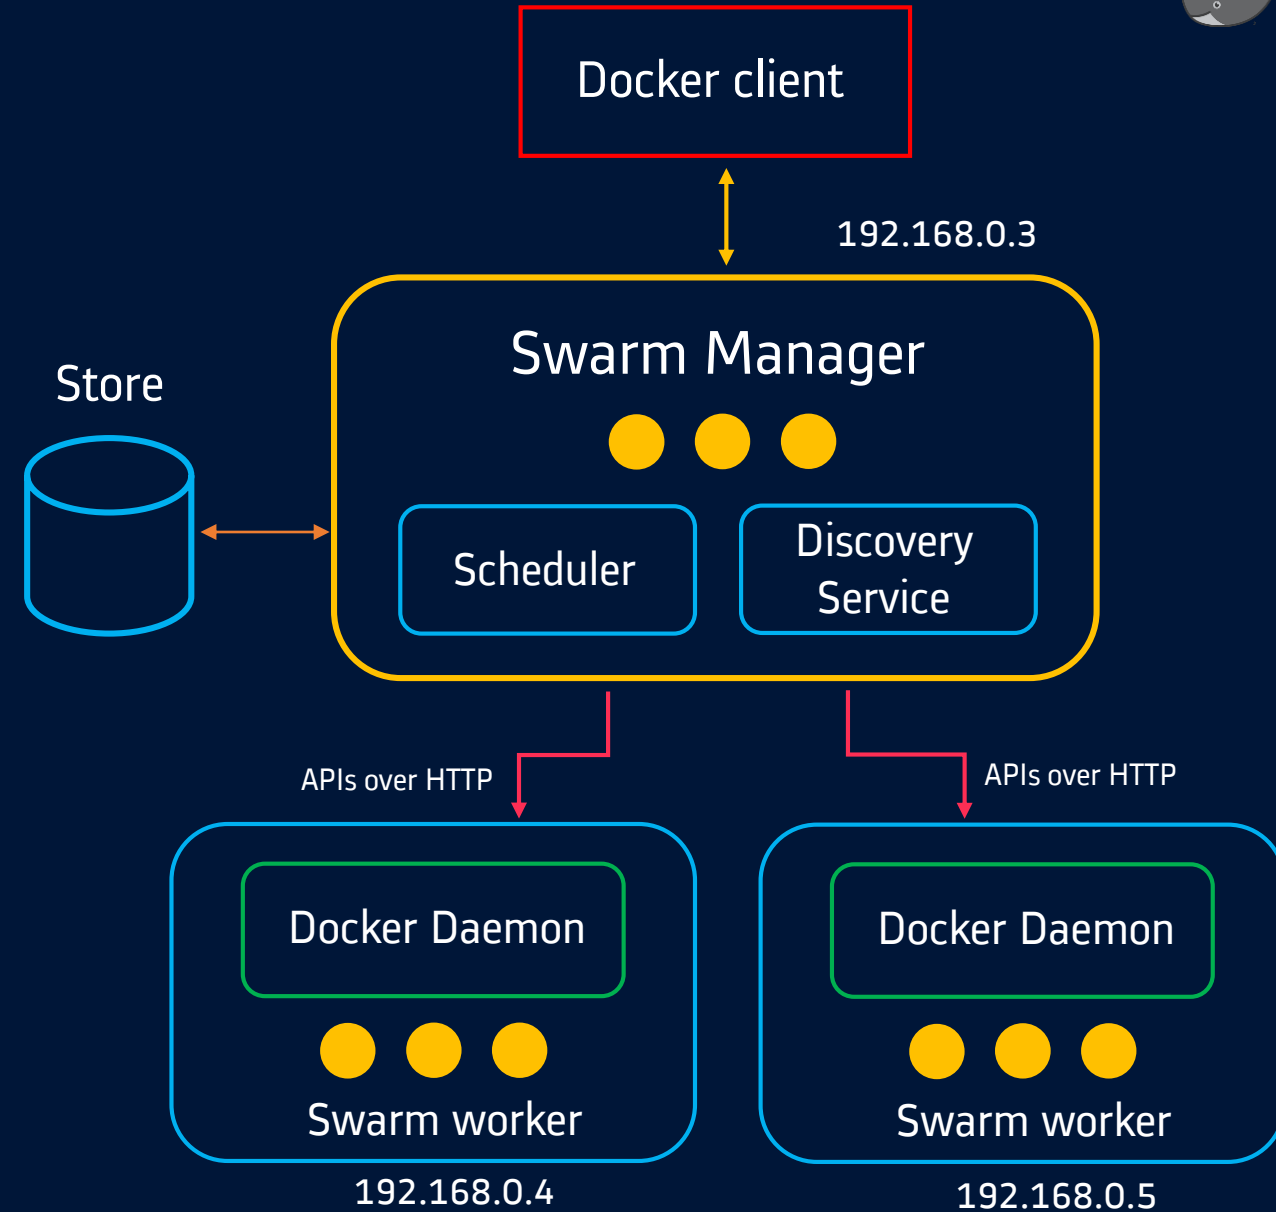 Docker client
192.168.0.3
Swarm Manager
Store
Scheduler
Discovery
Service
APIs over HTTP
APIs over HTTP
Docker Daemon
Docker Daemon
Swarm worker
Swarm worker
192.168.0.4
192.168.0.5